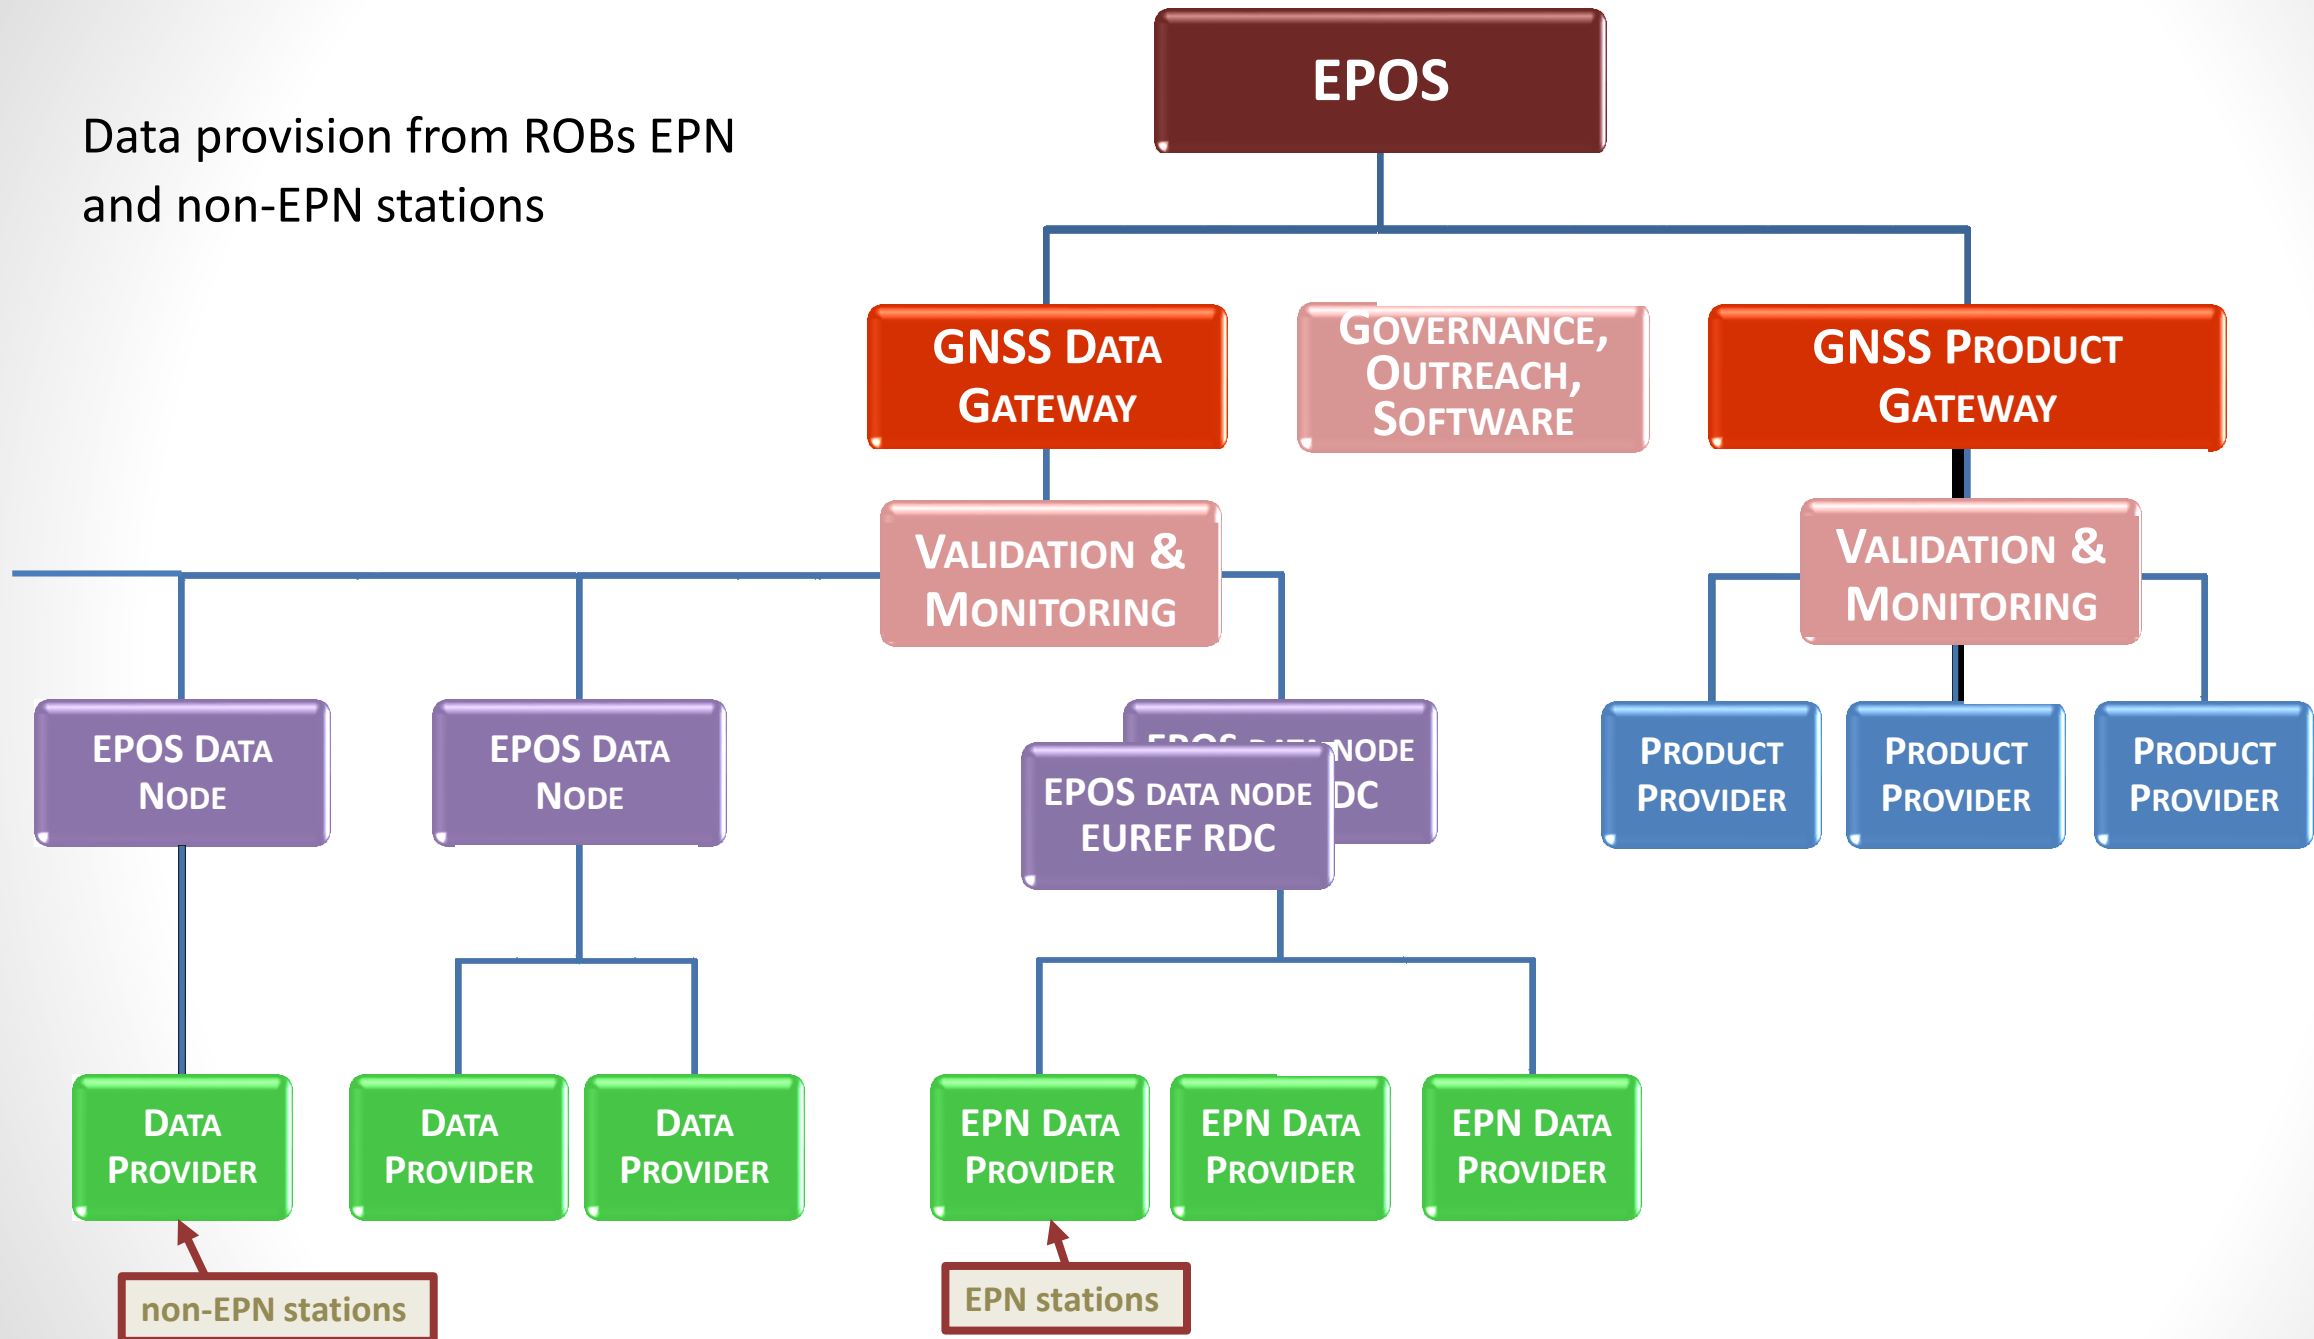 Data provision from ROBs EPN
and non-EPN stations
EPOS
GNSS DATA
GATEWAY
GOVERNANCE,
OUTREACH,
SOFTWARE
GNSS PRODUCT
GATEWAY
VALIDATION &
MONITORING
VALIDATION &
MONITORING
EPOS DATA
NODE
EPOS DATA
NODE
EPOS DATA NODE
DC
EPOS DATA NODE
EUREF RDC
PRODUCT
PROVIDER
PRODUCT
PROVIDER
PRODUCT
PROVIDER
DATA
PROVIDER
DATA
PROVIDER
DATA
PROVIDER
EPN DATA
PROVIDER
EPN DATA
PROVIDER
EPN DATA
PROVIDER
non-EPN stations
EPN stations